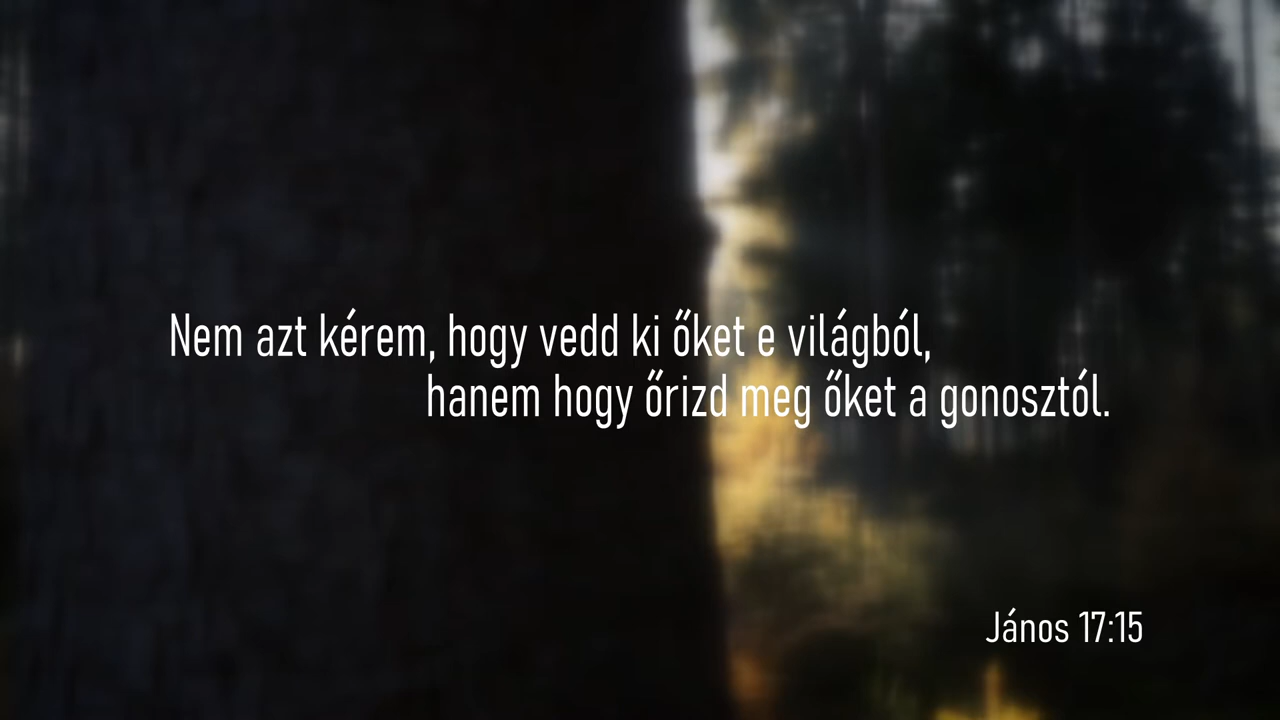 Nem azt kérem, hogy vedd ki őket e világból,
hanem hogy őrizd meg őket a gonosztól.
János 17:15